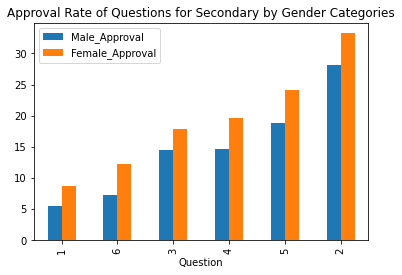 Approval Rate of Questions for Secondary by Gender Categories
Male_Approval
Female_Approval
30
25
20
15
10
5
0
1 6 3 4 5 2
Question